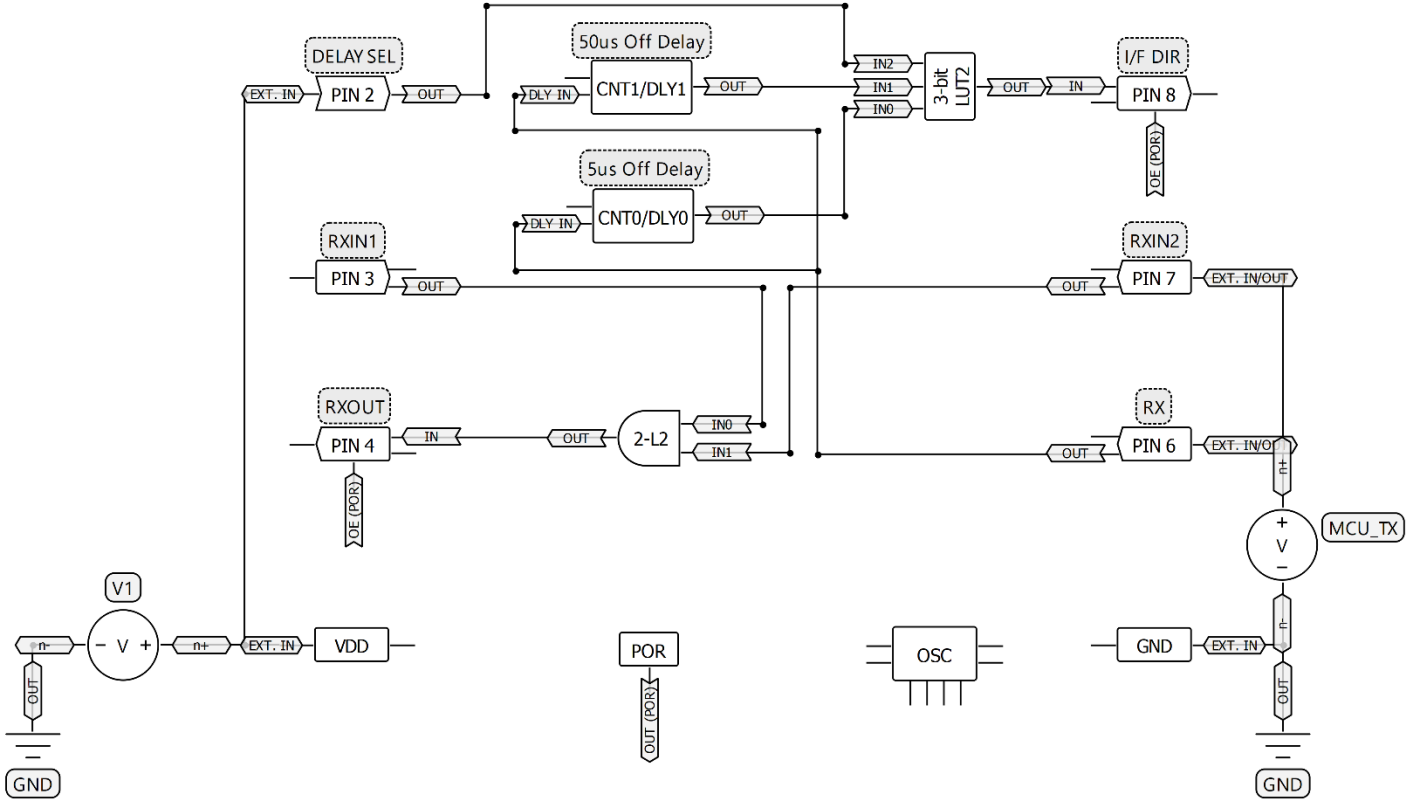 50us Off Delay
DELAY SEL
I/F DIR
EXT. IN
PIN 2
OUT
DLY IN
CNT1/DLY1
OUT
IN2
IN1
IN0
3-bit
LUT2
OUT
IN
PIN 8
OE (POR)
5us Off Delay
DLY IN
CNT0/DLY0
OUT
RXIN1
PIN 3
OUT
RXIN2
OUT
PIN 7
EXT. IN/OUT
RXOUT
PIN 4
IN
OE (POR)
OUT
2-L2
IN0
IN1
RX
OUT
PIN 6
EXT. IN/OUT
n+
+
V
−
MCU_TX
n-
V1
n-
− V +
n+
EXT. IN
VDD
OUT
GND
POR
OUT (POR)
OSC
GND
EXT. IN
OUT
GND